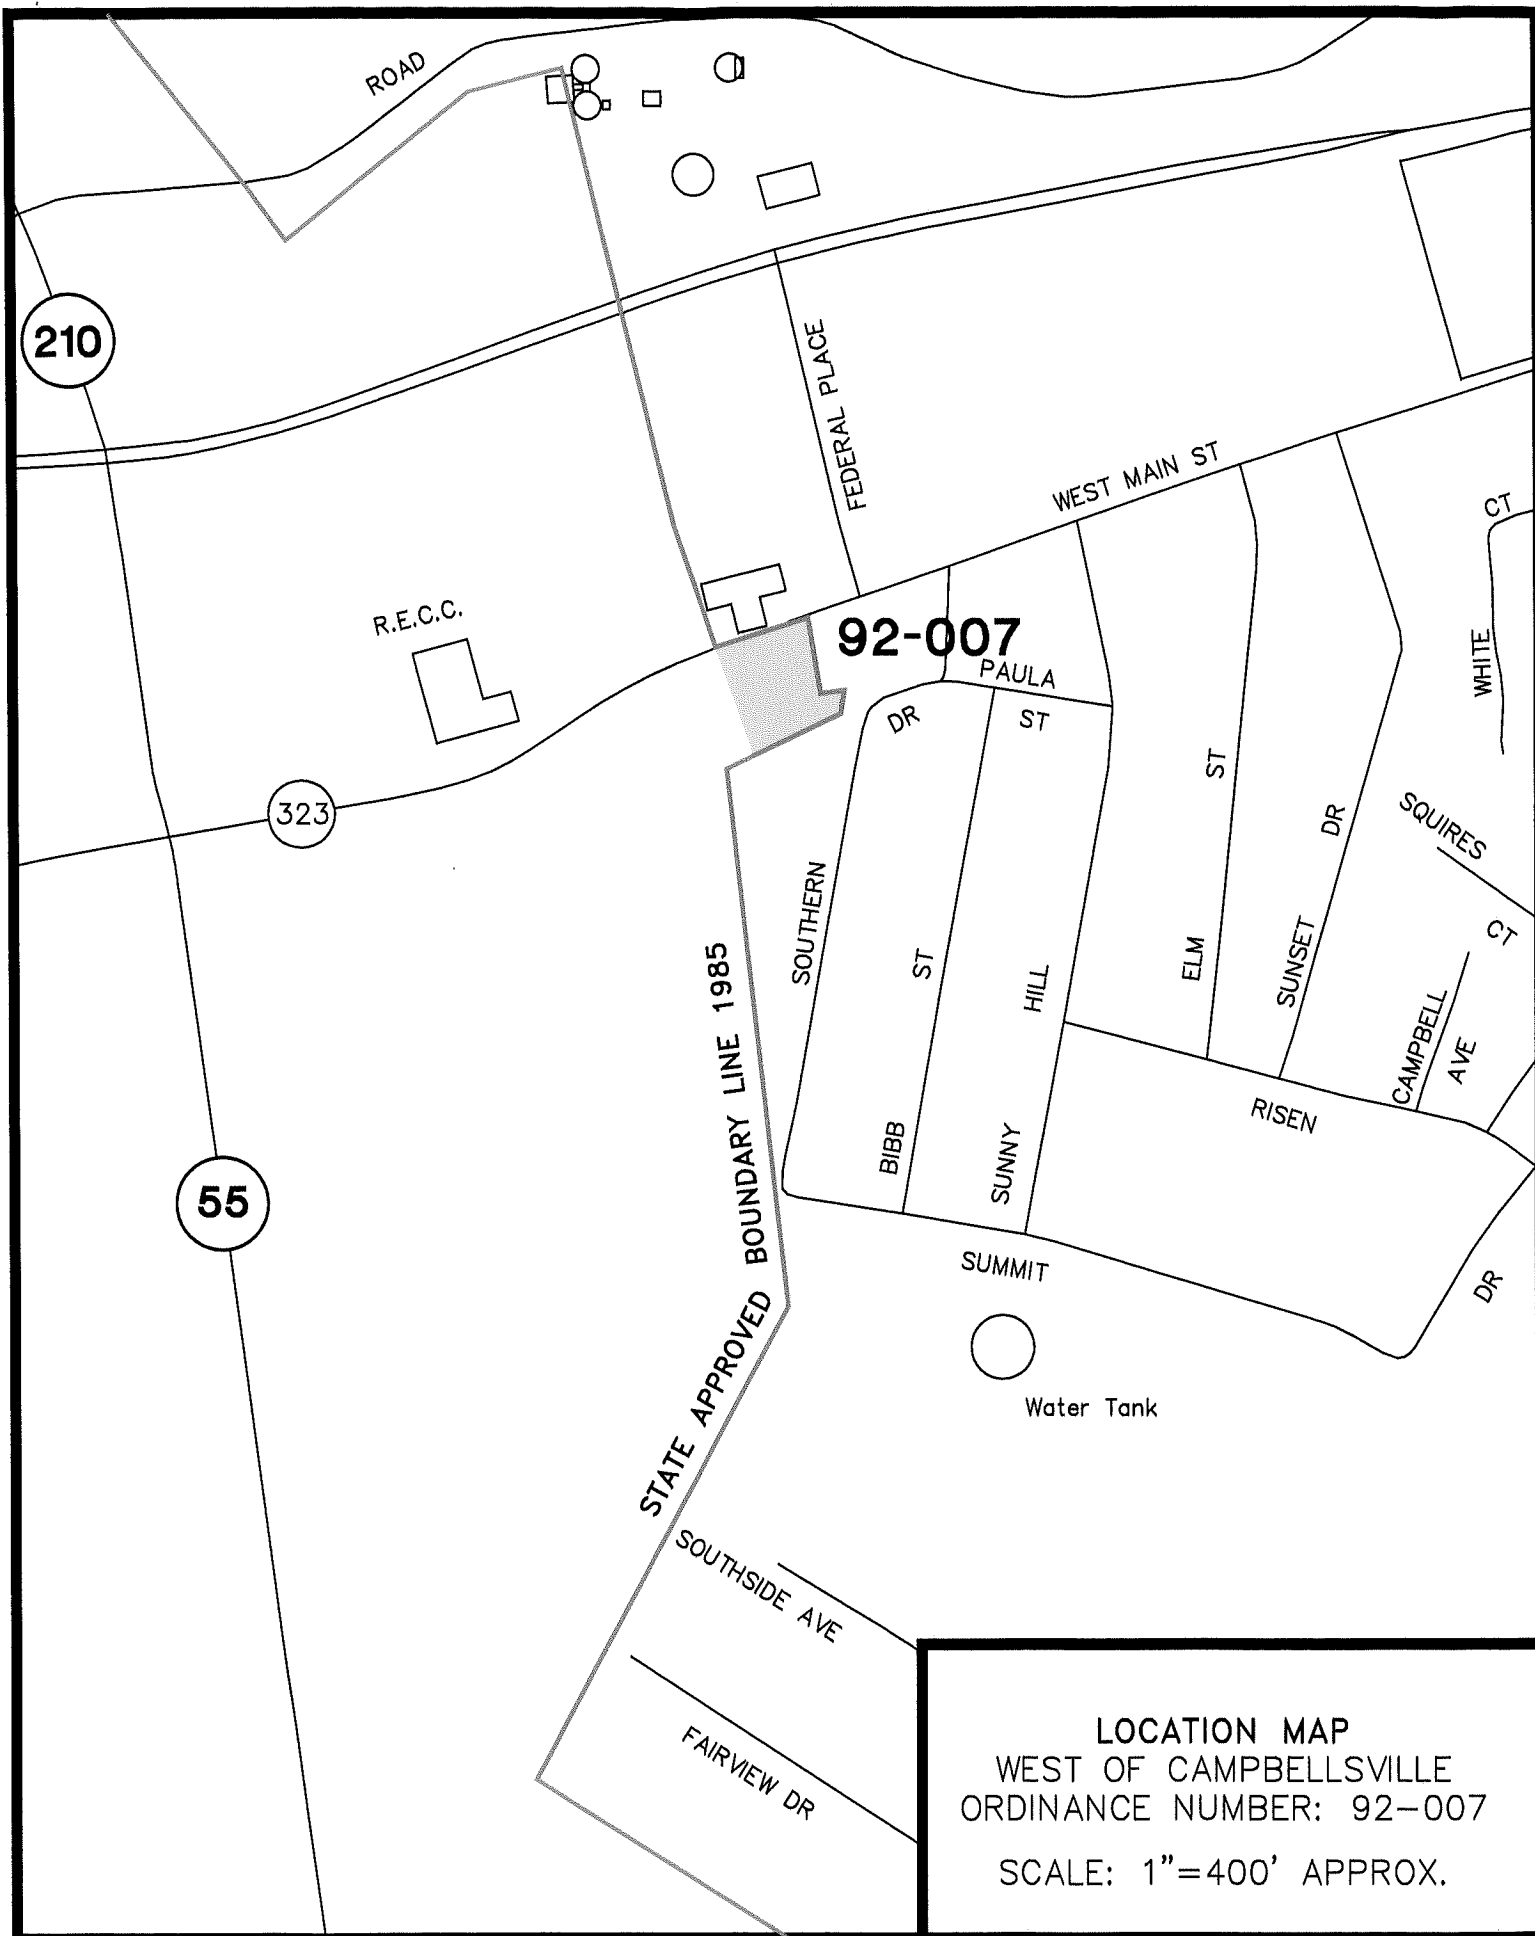 ROAD
210
FEDERAL PLACE
WEST MAIN ST
CT
WHITE
R.E.C.C.
92-007
PAULA
ST
DR
323
SOUTHERN
ST
BIBB
HILL
SUNNY
ST
ELM
DR
SUNSET
SQUIRES
CT
CAMPBELL
AVE
RISEN
STATE APPROVED BOUNDARY LINE 1985
55
SUMMIT
DR
Water Tank
SOUTHSIDE AVE
FAIRVIEW DR
LOCATION MAP
WEST OF CAMPBELLSVILLE
ORDINANCE NUMBER: 92-007
SCALE: 1"=400' APPROX.